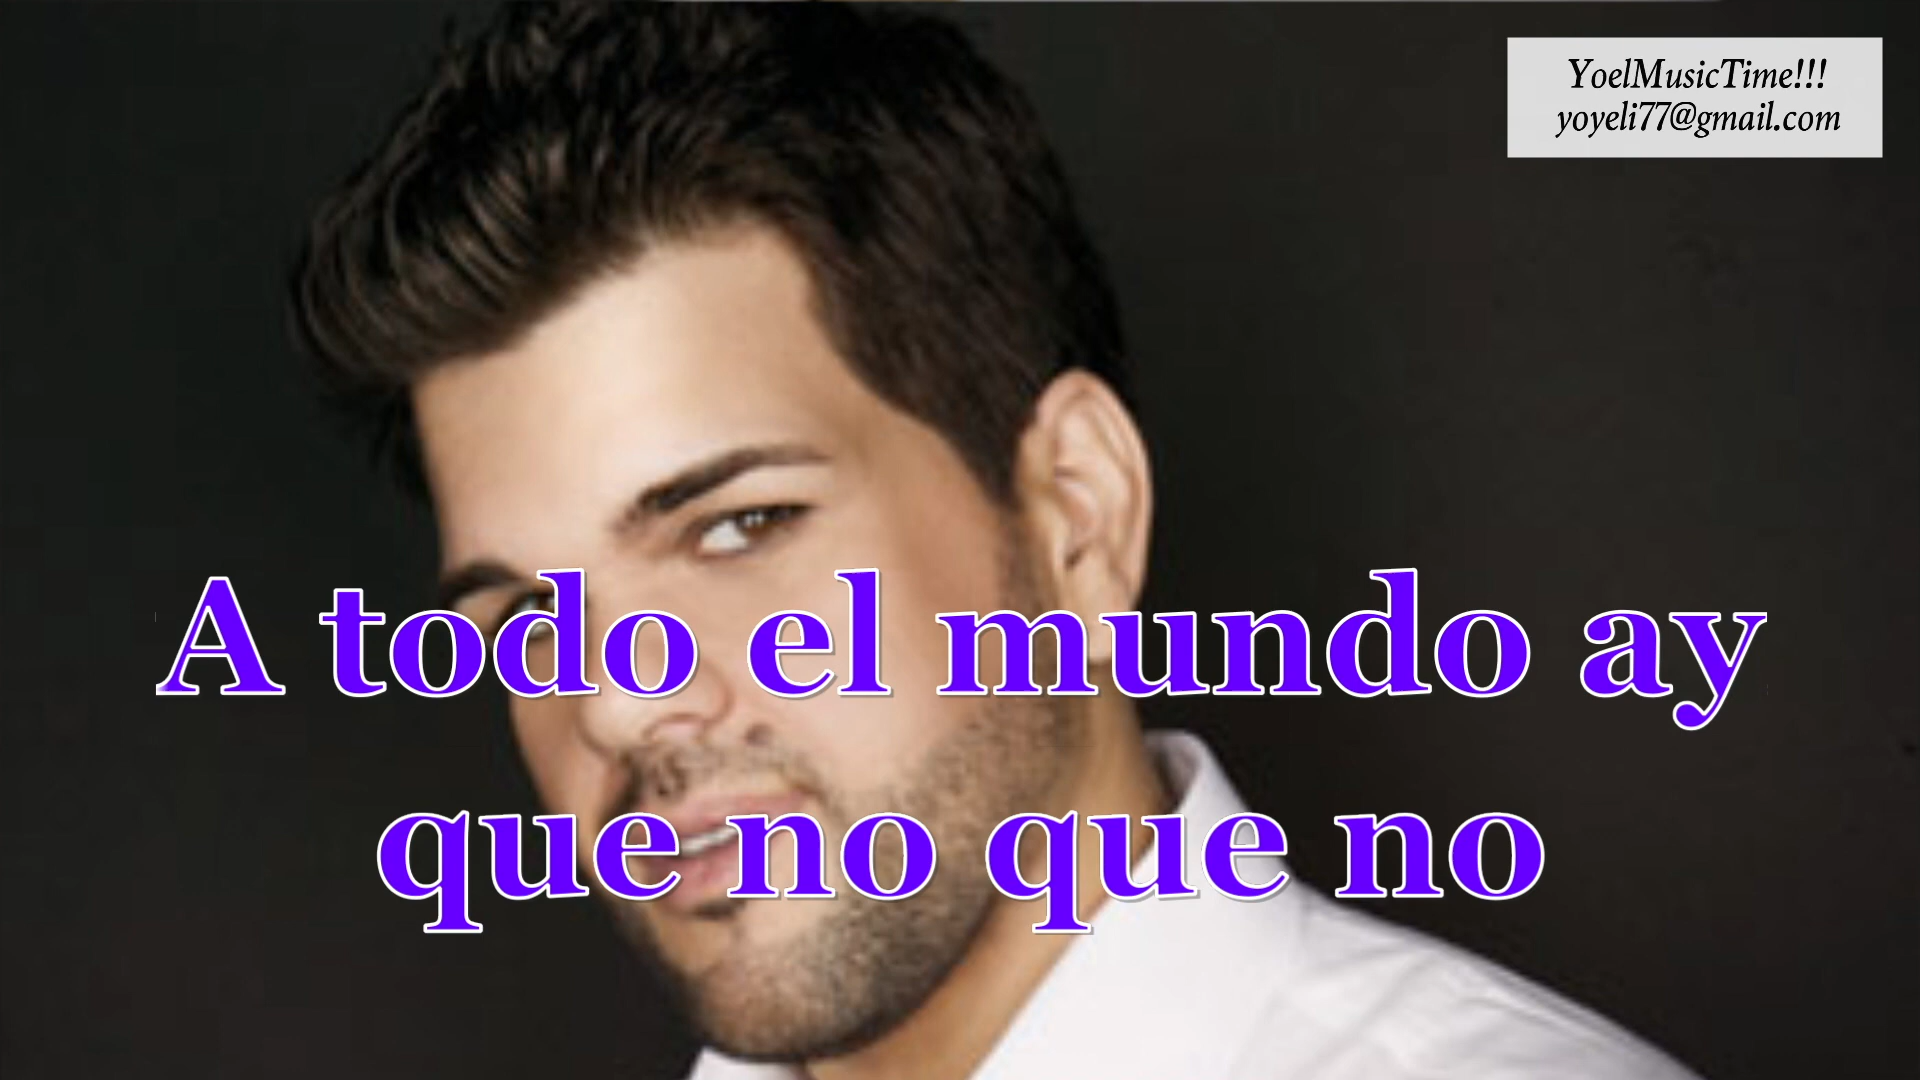 YoelMusicTime!!!
yoyeli77@gmail.com
A todo el mundo ay
que no que no